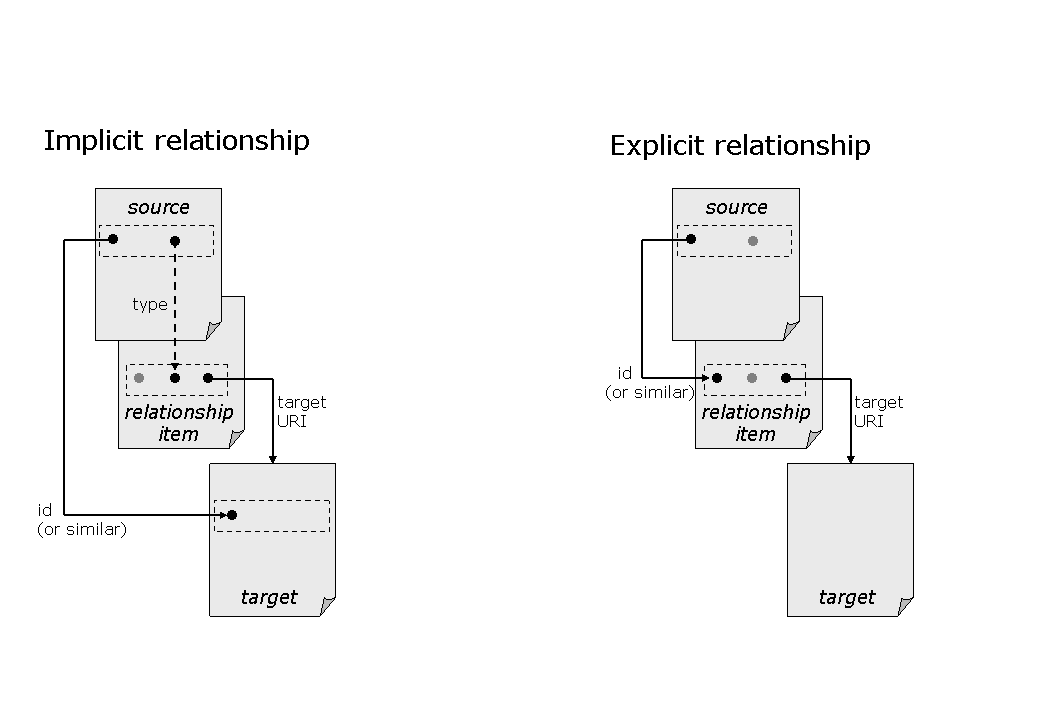 Implicit relationship
source
type
relationship
item
target
URI
id
(or similar)
target
Explicit relationship
source
id
(or similar)
relationship
item
target
URI
target